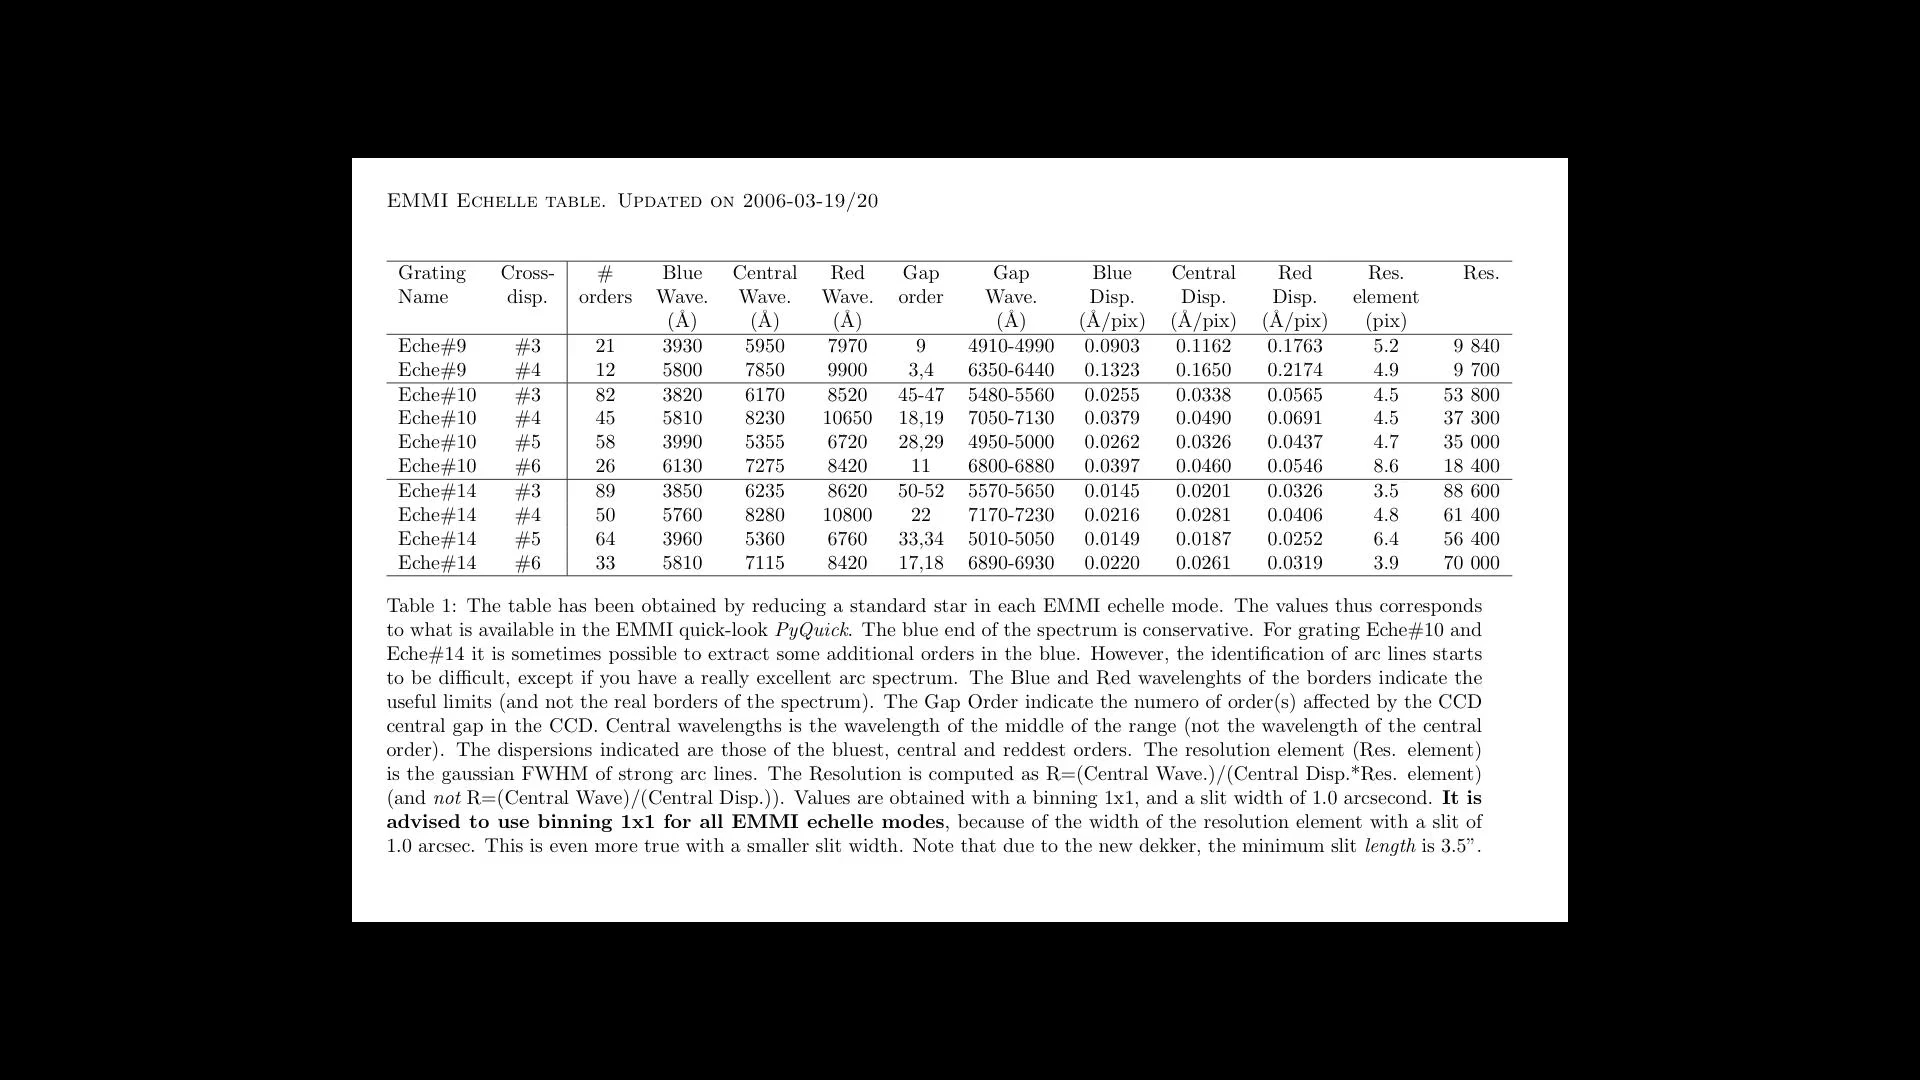 EMMI Echelle table. Updated on 2006-03-19/20
Grating Cross- # Blue Central Red Gap Gap Blue Central Red Res. Res.
Name disp. orders Wave. Wave. Wave. order Wave. Disp. Disp. Disp. element
(Å) (Å) (Å) (Å) (Å/pix) (Å/pix) (Å/pix) (pix)
Eche#9 #3 21 3930 5950 7970 9 4910-4990 0.0903 0.1162 0.1763 5.2 9 840
Eche#9 #4 12 5800 7850 9900 3,4 6350-6440 0.1323 0.1650 0.2174 4.9 9 700
Eche#10 #3 82 3820 6170 8520 45-47 5480-5560 0.0255 0.0338 0.0565 4.5 53 800
Eche#10 #4 45 5810 8230 10650 18,19 7050-7130 0.0379 0.0490 0.0691 4.5 37 300
Eche#10 #5 58 3990 5355 6720 28,29 4950-5000 0.0262 0.0326 0.0437 4.7 35 000
Eche#10 #6 26 6130 7275 8420 11 6800-6880 0.0397 0.0460 0.0546 8.6 18 400
Eche#14 #3 89 3850 6235 8620 50-52 5570-5650 0.0145 0.0201 0.0326 3.5 88 600
Eche#14 #4 50 5760 8280 10800 22 7170-7230 0.0216 0.0281 0.0406 4.8 61 400
Eche#14 #5 64 3960 5360 6760 33,34 5010-5050 0.0149 0.0187 0.0252 6.4 56 400
Eche#14 #6 33 5810 7115 8420 17,18 6890-6930 0.0220 0.0261 0.0319 3.9 70 000
Table 1: The table has been obtained by reducing a standard star in each EMMI echelle mode. The values thus corresponds
to what is available in the EMMI quick-look PyQuick. The blue end of the spectrum is conservative. For grating Eche#10 and
Eche#14 it is sometimes possible to extract some additional orders in the blue. However, the identification of arc lines starts
to be difficult, except if you have a really excellent arc spectrum. The Blue and Red wavelenghts of the borders indicate the
useful limits (and not the real borders of the spectrum). The Gap Order indicate the numero of order(s) affected by the CCD
central gap in the CCD. Central wavelengths is the wavelength of the middle of the range (not the wavelength of the central
order). The dispersions indicated are those of the bluest, central and reddest orders. The resolution element (Res. element)
is the gaussian FWHM of strong arc lines. The Resolution is computed as R=(Central Wave.)/(Central Disp.*Res. element)
(and not R=(Central Wave)/(Central Disp.)). Values are obtained with a binning 1x1, and a slit width of 1.0 arcsecond. It is
advised to use binning 1x1 for all EMMI echelle modes, because of the width of the resolution element with a slit of
1.0 arcsec. This is even more true with a smaller slit width. Note that due to the new dekker, the minimum slit length is 3.5”.